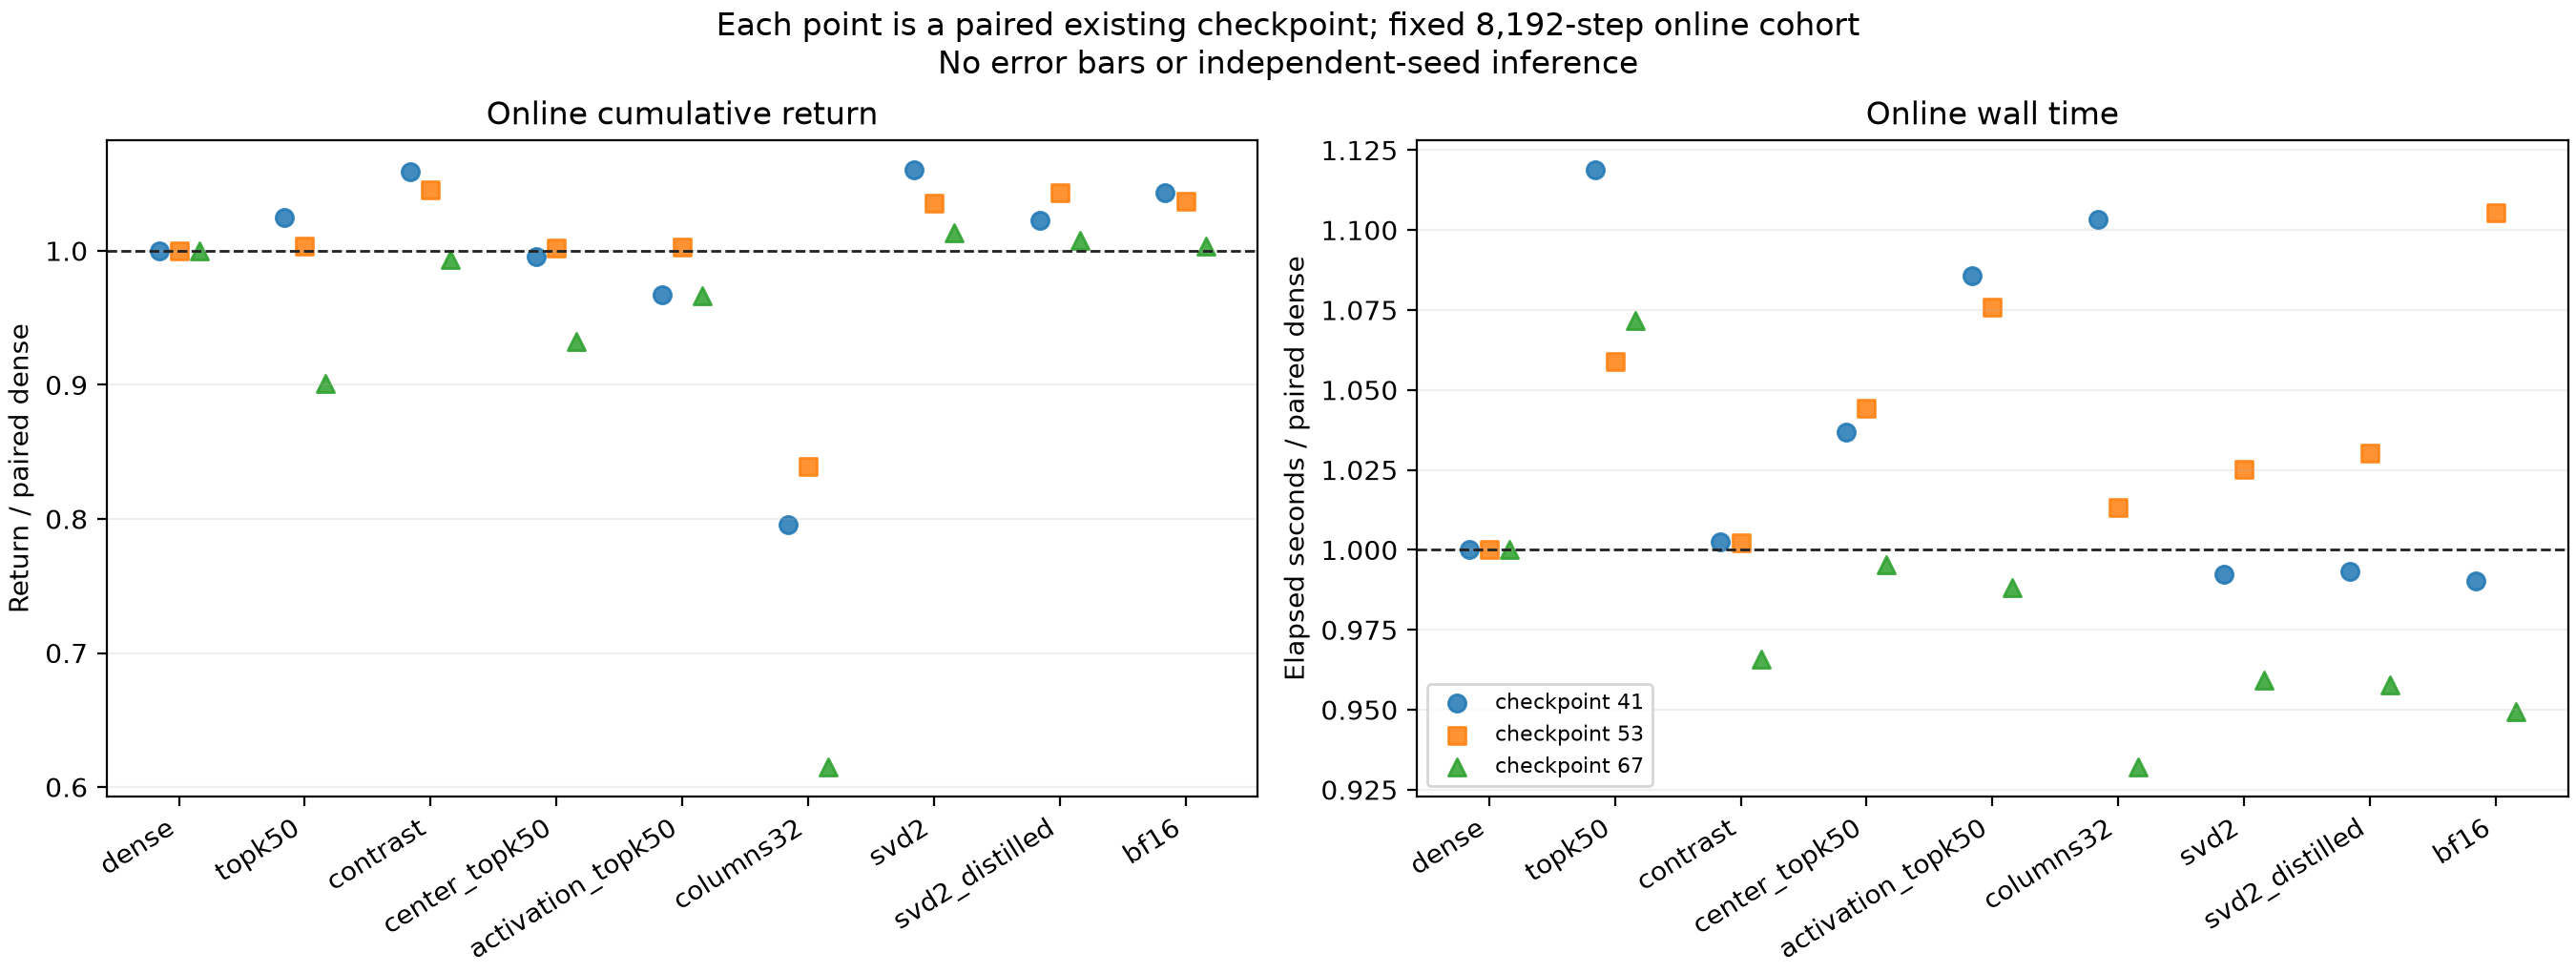 Each point is a paired existing checkpoint; fixed 8,192-step online cohort
No error bars or independent-seed inference
Online cumulative return
Return / paired dense
1.0
0.9
0.8
0.7
0.6
dense
topk50
contrast
center_topk50
activation_topk50
columns32
svd2
svd2_distilled
bf16
Online wall time
Elapsed seconds / paired dense
1.125
1.100
1.075
1.050
1.025
1.000
0.975
0.950
0.925
checkpoint 41
checkpoint 53
checkpoint 67
dense
topk50
contrast
center_topk50
activation_topk50
columns32
svd2
svd2_distilled
bf16